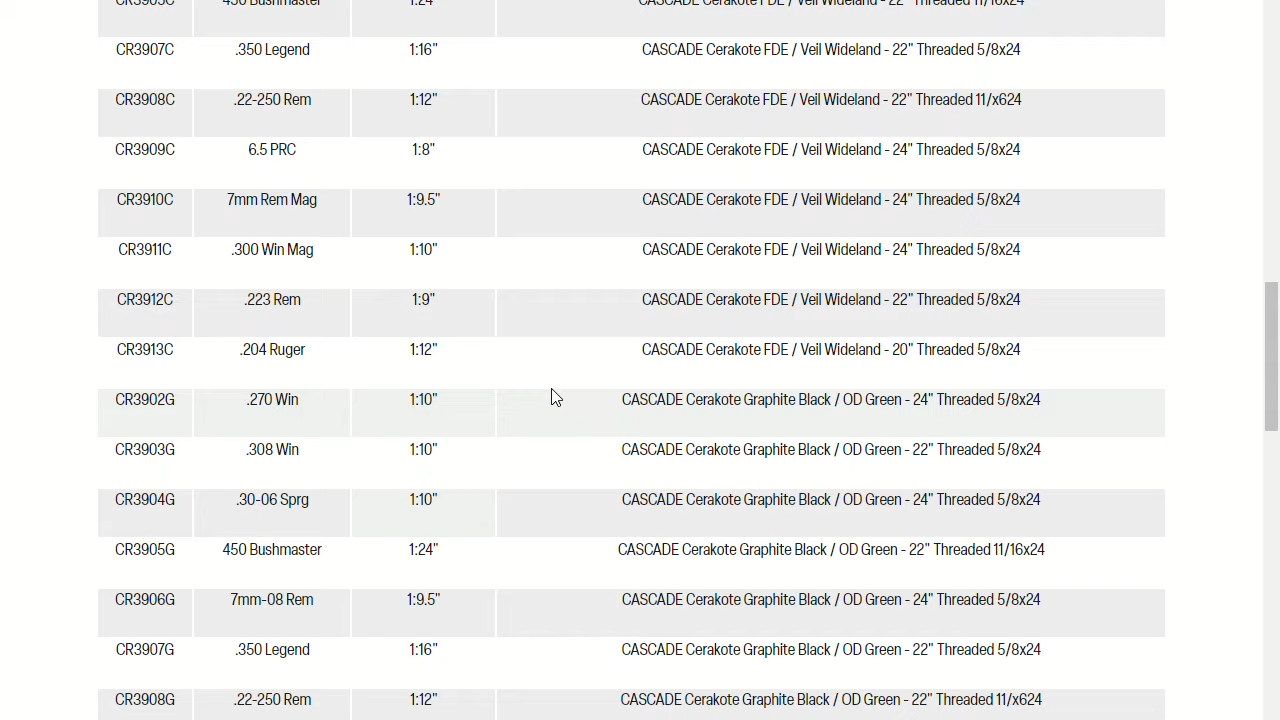 CR3905C 450 Bushmaster 1:24" CASCADE Cerakote FDE / Veil Wideland - 22" Threaded 11/16x24
CR3907C .350 Legend 1:16" CASCADE Cerakote FDE / Veil Wideland - 22" Threaded 5/8x24
CR3908C .22-250 Rem 1:12" CASCADE Cerakote FDE / Veil Wideland - 22" Threaded 11/x624
CR3909C 6.5 PRC 1:8" CASCADE Cerakote FDE / Veil Wideland - 24" Threaded 5/8x24
CR3910C 7mm Rem Mag 1:9.5" CASCADE Cerakote FDE / Veil Wideland - 24" Threaded 5/8x24
CR3911C .300 Win Mag 1:10" CASCADE Cerakote FDE / Veil Wideland - 24" Threaded 5/8x24
CR3912C .223 Rem 1:9" CASCADE Cerakote FDE / Veil Wideland - 22" Threaded 5/8x24
CR3913C .204 Ruger 1:12" CASCADE Cerakote FDE / Veil Wideland - 20" Threaded 5/8x24
CR3902G .270 Win 1:10" CASCADE Cerakote Graphite Black / OD Green - 24" Threaded 5/8x24
CR3903G .308 Win 1:10" CASCADE Cerakote Graphite Black / OD Green - 22" Threaded 5/8x24
CR3904G .30-06 Sprg 1:10" CASCADE Cerakote Graphite Black / OD Green - 24" Threaded 5/8x24
CR3905G 450 Bushmaster 1:24" CASCADE Cerakote Graphite Black / OD Green - 22" Threaded 11/16x24
CR3906G 7mm-08 Rem 1:9.5" CASCADE Cerakote Graphite Black / OD Green - 24" Threaded 5/8x24
CR3907G .350 Legend 1:16" CASCADE Cerakote Graphite Black / OD Green - 22" Threaded 5/8x24
CR3908G .22-250 Rem 1:12" CASCADE Cerakote Graphite Black / OD Green - 22" Threaded 11/x624